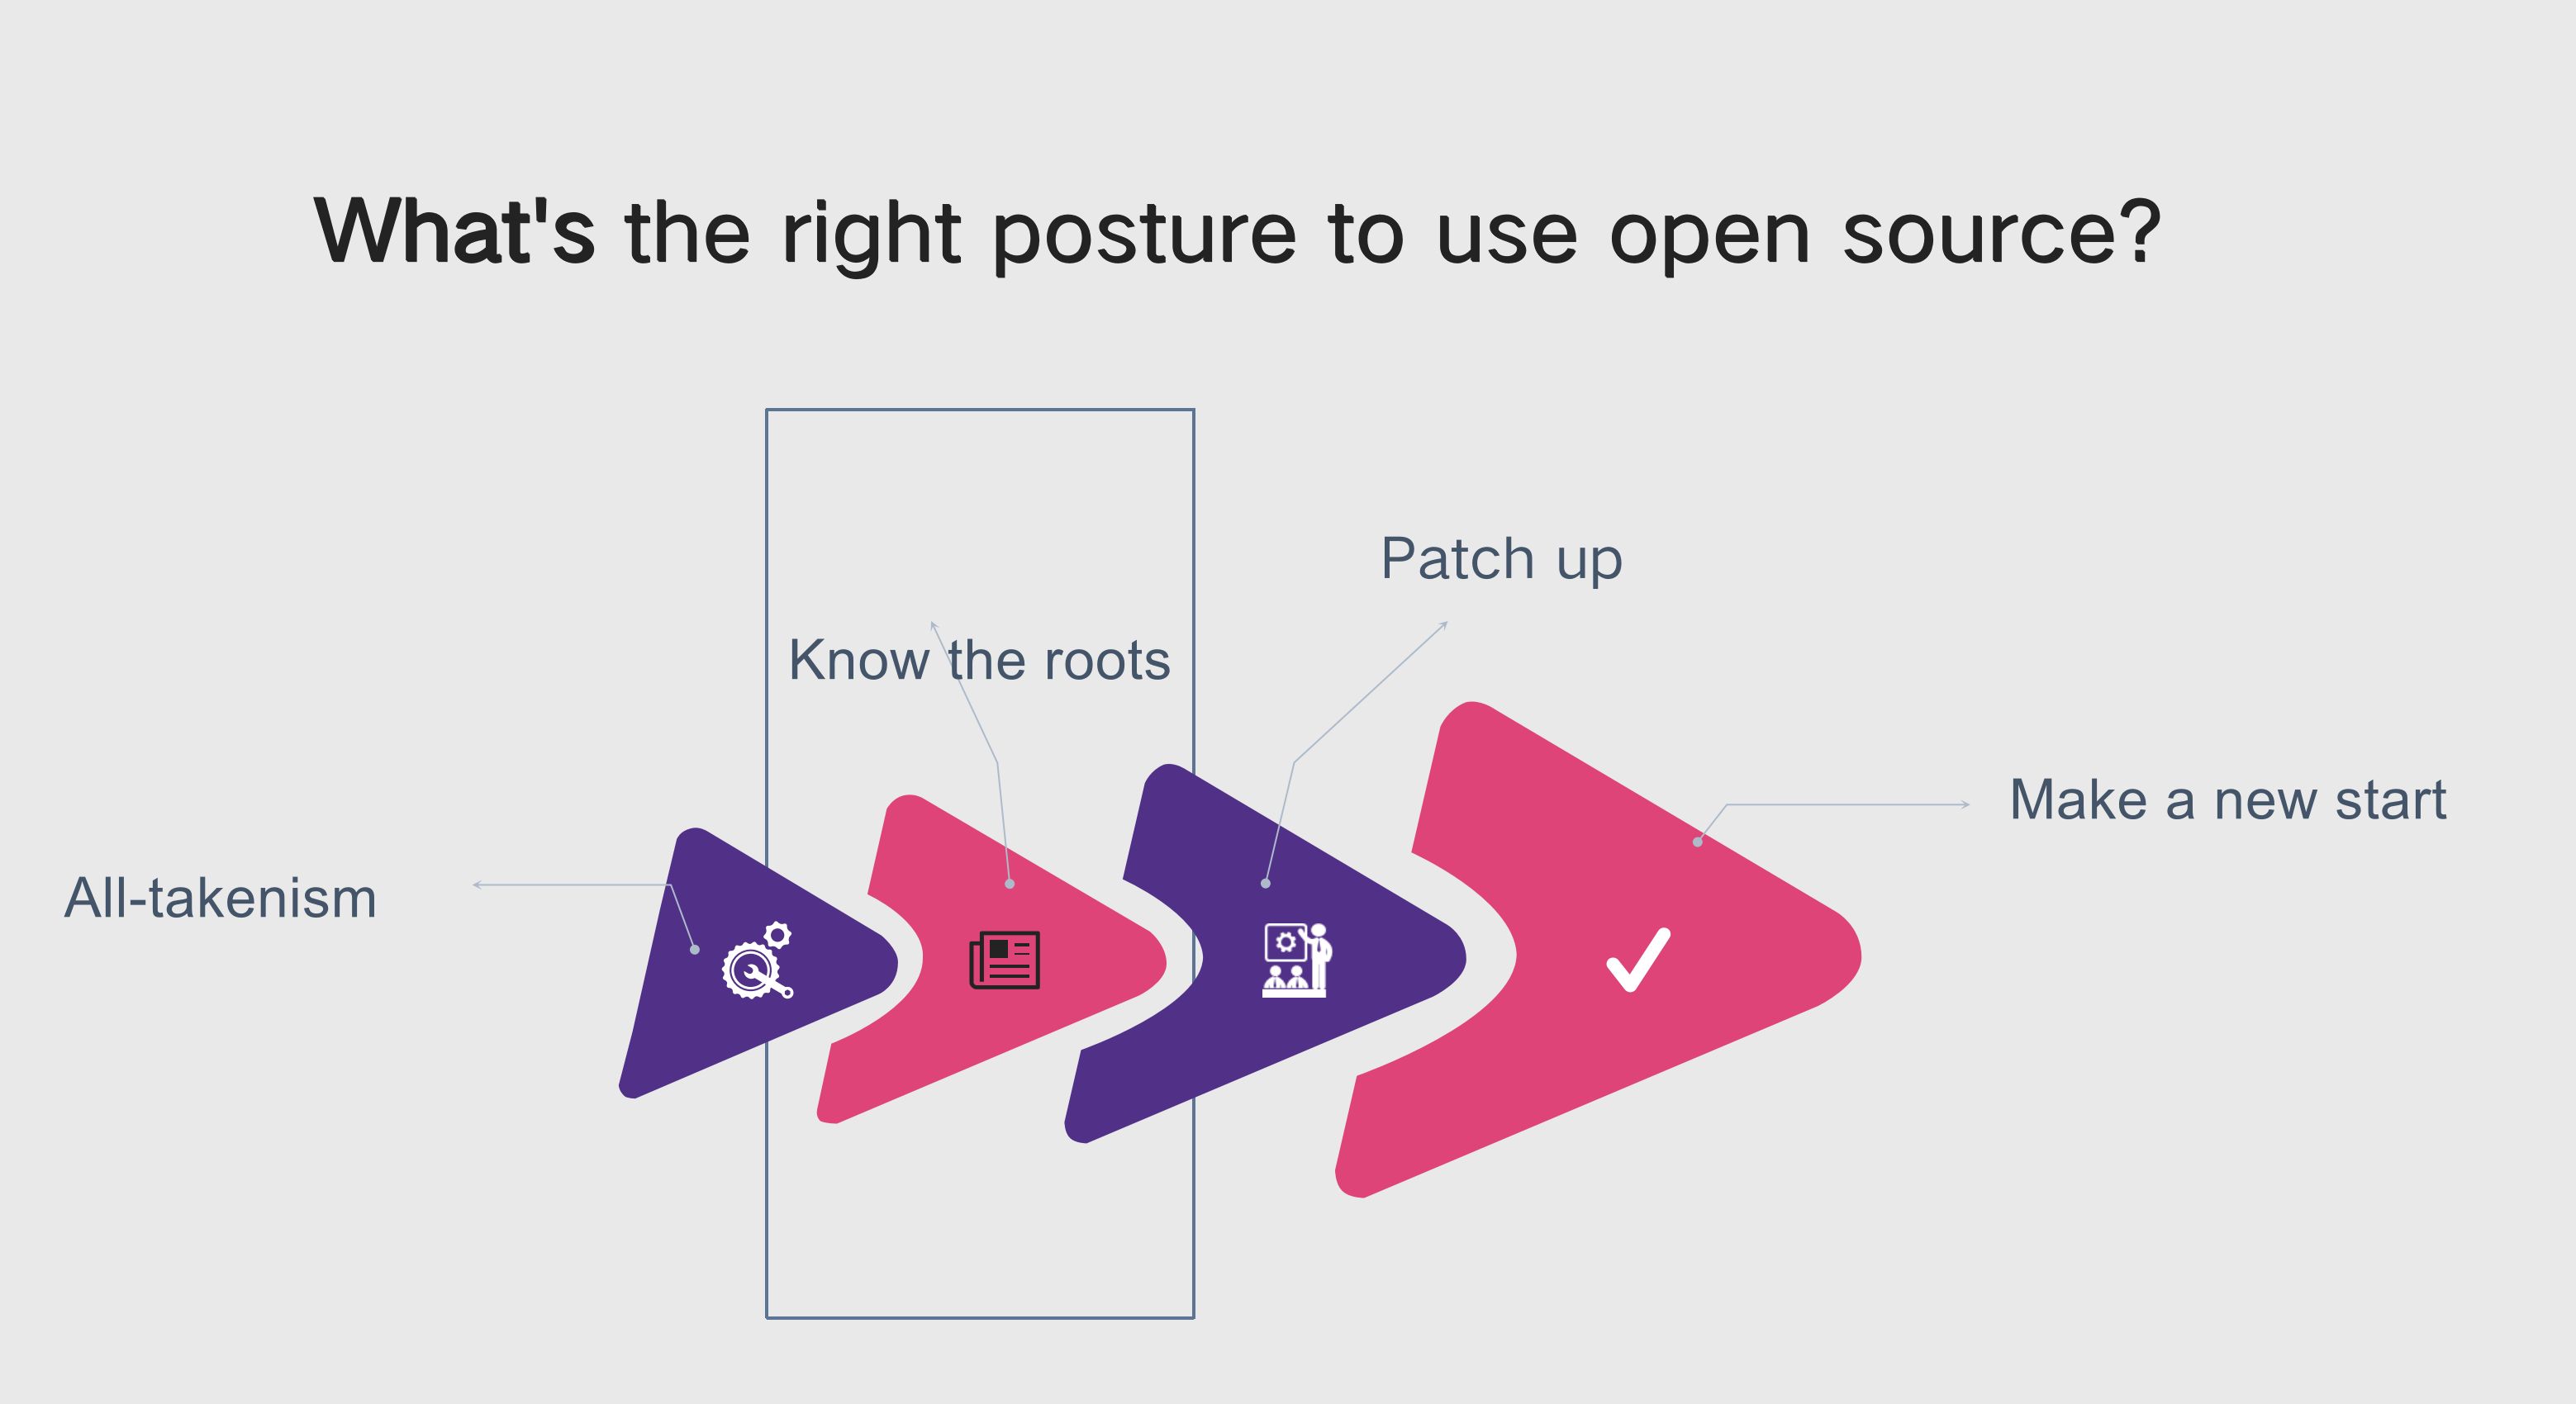 What's the right posture to use open source?
Patch up
Know the roots
Make a new start
All-takenism